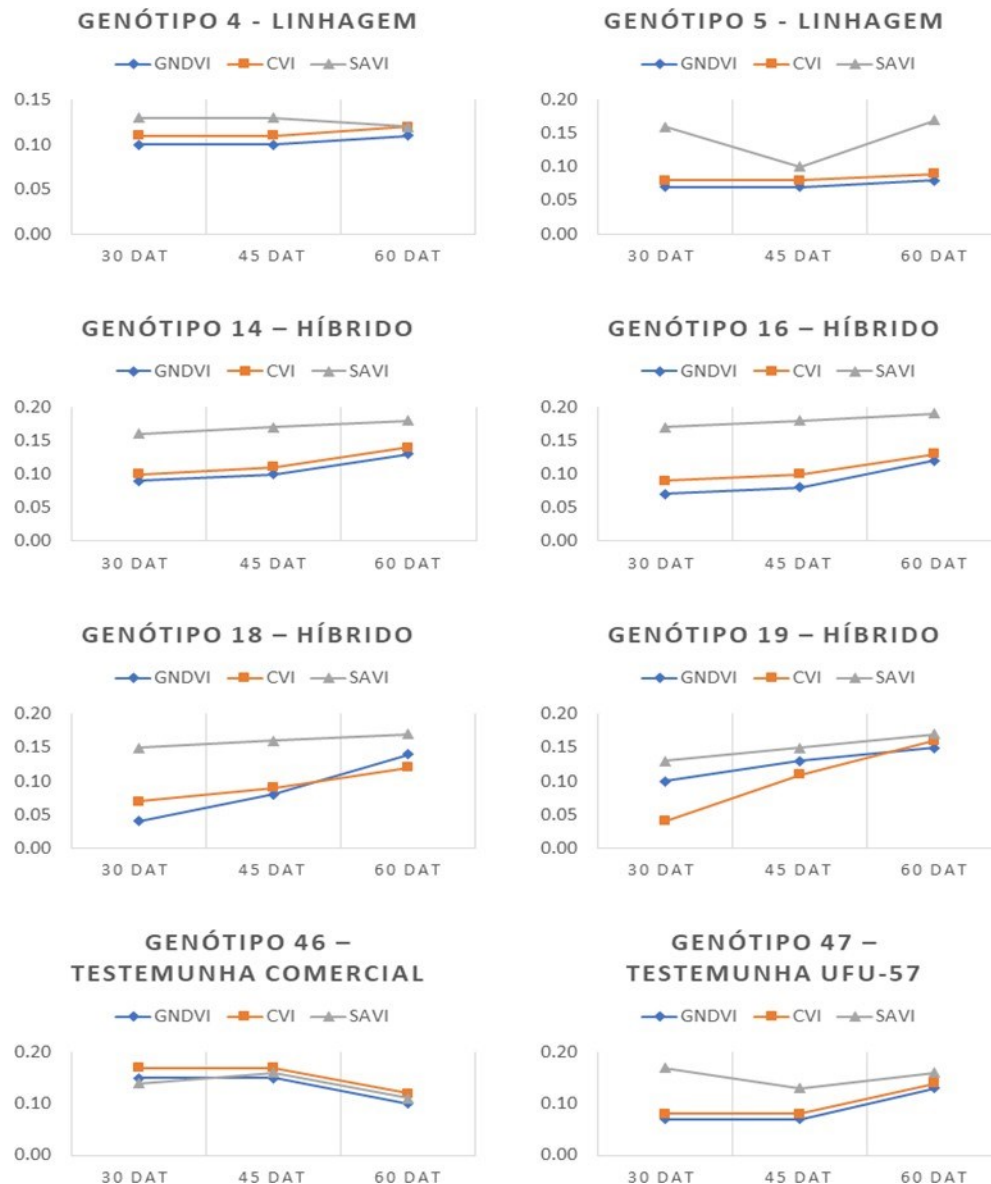 GENÓTIPO 4 - LINHAGEM
GNDVI CVI SAVI
0.15
0.10
0.05
0.00
30 DAT 45 DAT 60 DAT
GENÓTIPO 5 - LINHAGEM
GNDVI CVI SAVI
0.20
0.15
0.10
0.05
0.00
30 DAT 45 DAT 60 DAT
GENÓTIPO 14 – HÍBRIDO
GNDVI CVI SAVI
0.20
0.15
0.10
0.05
0.00
30 DAT 45 DAT 60 DAT
GENÓTIPO 16 – HÍBRIDO
GNDVI CVI SAVI
0.20
0.15
0.10
0.05
0.00
30 DAT 45 DAT 60 DAT
GENÓTIPO 18 – HÍBRIDO
GNDVI CVI SAVI
0.20
0.15
0.10
0.05
0.00
30 DAT 45 DAT 60 DAT
GENÓTIPO 19 – HÍBRIDO
GNDVI CVI SAVI
0.20
0.15
0.10
0.05
0.00
30 DAT 45 DAT 60 DAT
GENÓTIPO 46 –
TESTEMUNHA COMERCIAL
GNDVI CVI SAVI
0.20
0.10
0.00
30 DAT 45 DAT 60 DAT
GENÓTIPO 47 –
TESTEMUNHA UFU-57
GNDVI CVI SAVI
0.20
0.10
0.00
30 DAT 45 DAT 60 DAT